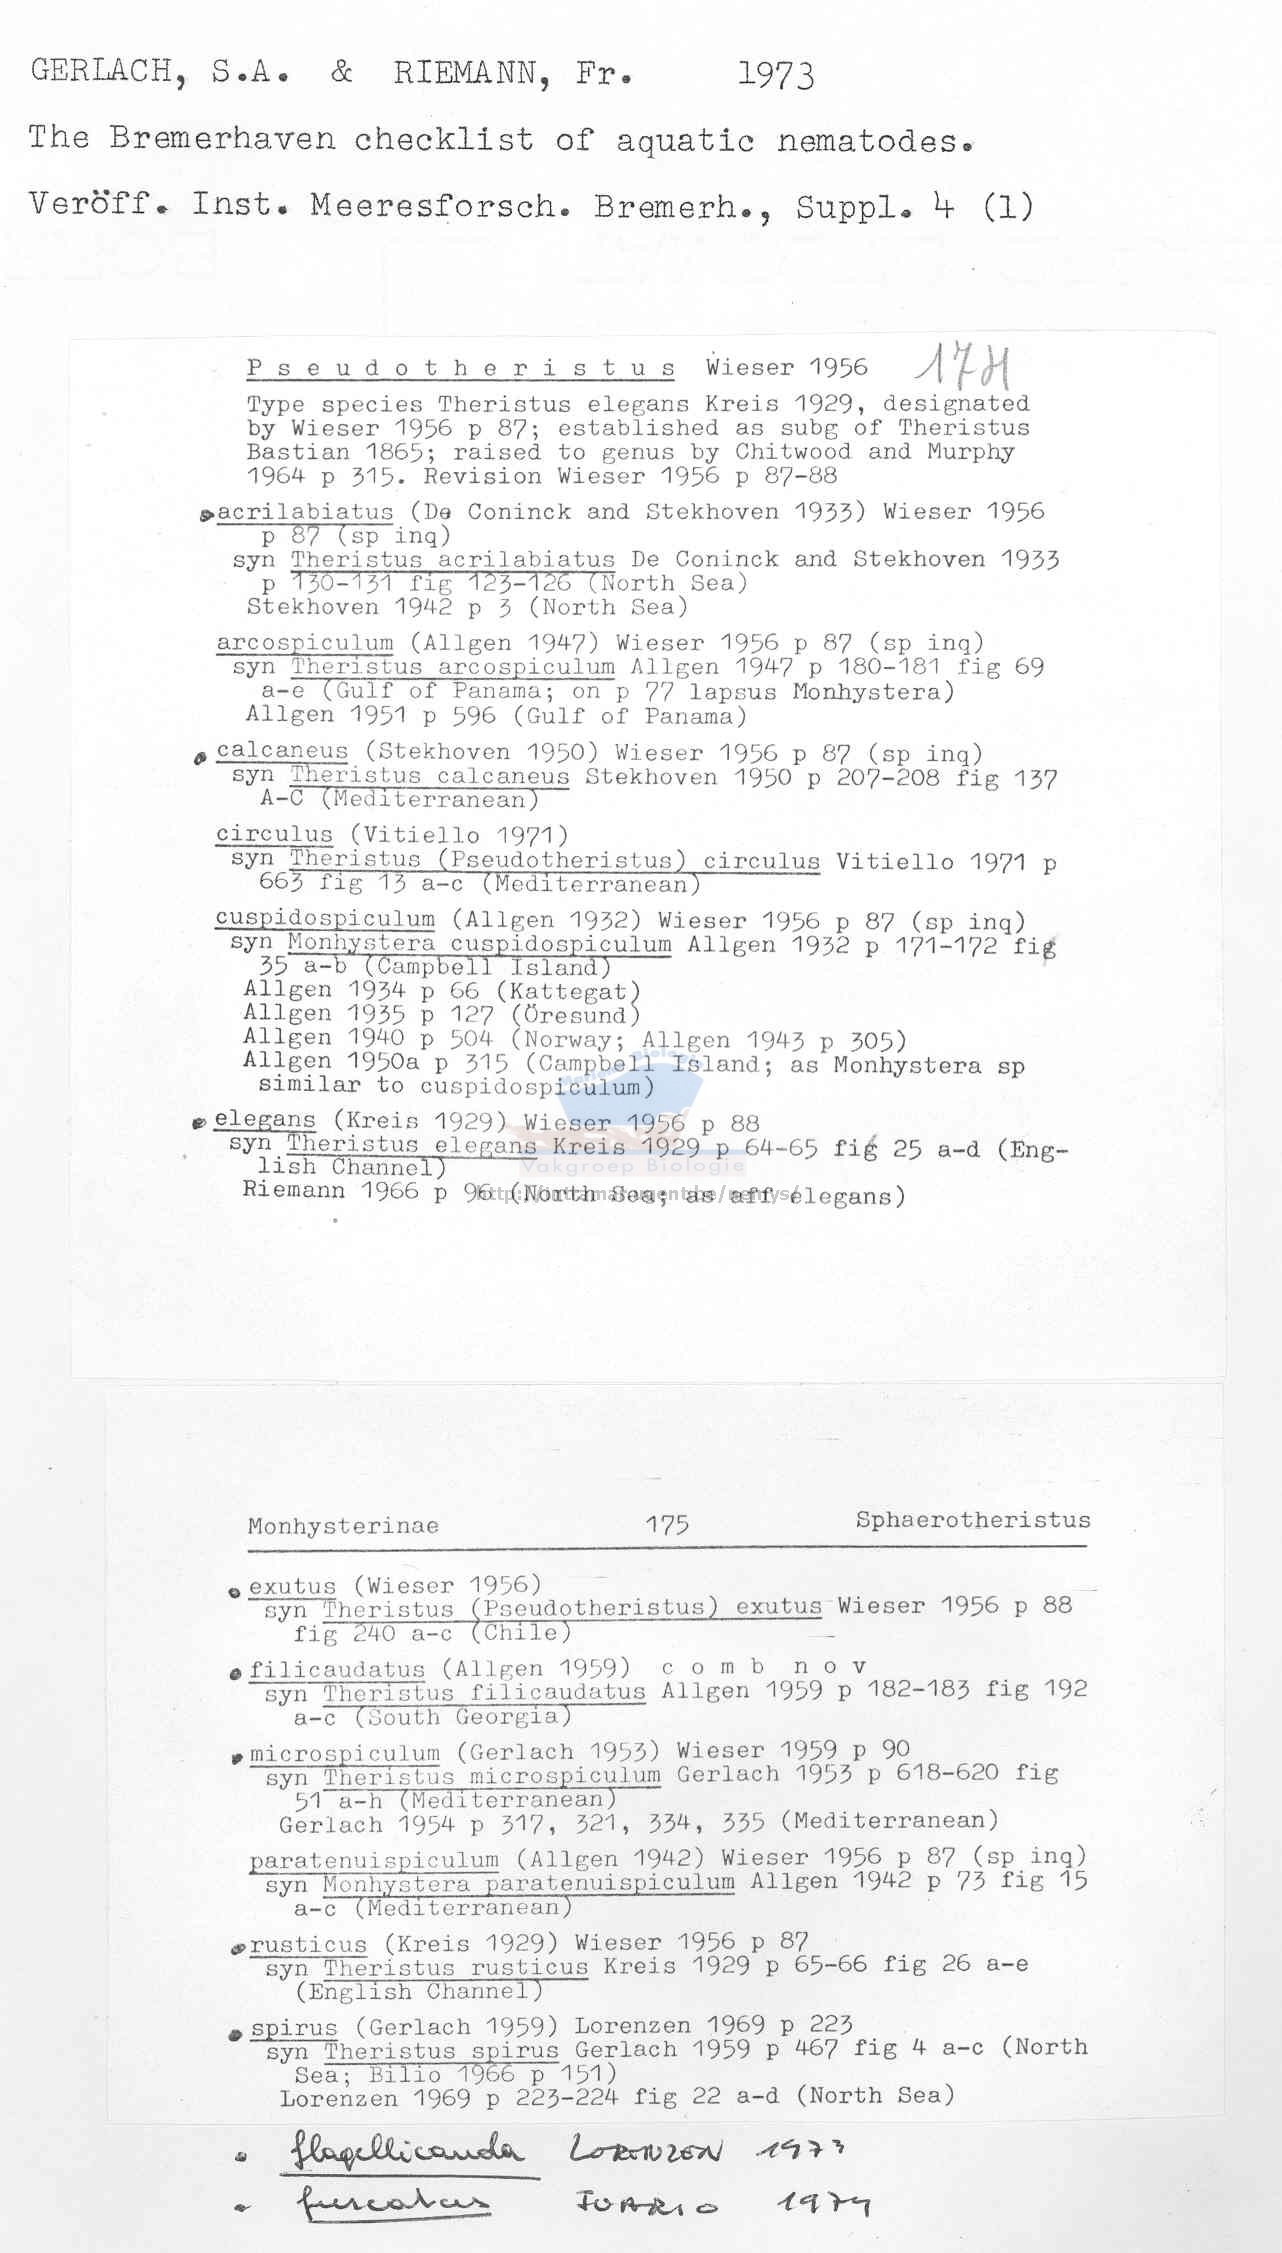 GERLACH, S.A. & RIEMANN, Fr. 1973
The Bremerhaven checklist of aquatic nematodes.
Veröff. Inst. Meeresforsch. Bremerh., Suppl. 4 (1)
P s e u d o t h e r i s t u s Wieser 1956 174
Type species Theristus elegans Kreis 1929, designated
by Wieser 1956 p 87; established as subg of Theristus
Bastian 1865; raised to genus by Chitwood and Murphy
1964 p 315. Revision Wieser 1956 p 87-88
acrilabiatus (De Coninck and Stekhoven 1933) Wieser 1956
p 87 (sp inq)
syn Theristus acrilabiatus De Coninck and Stekhoven 1933
p 130-131 fig 123-126 (North Sea)
Stekhoven 1942 p 3 (North Sea)
arcospiculum (Allgen 1947) Wieser 1956 p 87 (sp inq)
syn Theristus arcospiculum Allgen 1947 p 180-181 fig 69
a-e (Gulf of Panama; on p 77 lapsus Monhystera)
Allgen 1951 p 596 (Gulf of Panama)
calcaneus (Stekhoven 1950) Wieser 1956 p 87 (sp inq)
syn Theristus calcaneus Stekhoven 1950 p 207-208 fig 137
A-C (Mediterranean)
circulus (Vitiello 1971)
syn Theristus (Pseudotheristus) circulus Vitiello 1971 p
663 fig 13 a-c (Mediterranean)
cuspidospiculum (Allgen 1932) Wieser 1956 p 87 (sp inq)
syn Monhystera cuspidospiculum Allgen 1932 p 171-172 fig
35 a-b (Campbell Island)
Allgen 1934 p 66 (Kattegat)
Allgen 1935 p 127 (Öresund)
Allgen 1940 p 504 (Norway; Allgen 1943 p 305)
Allgen 1950a p 315 (Campbell Island; as Monhystera sp
similar to cuspidospiculum)
elegans (Kreis 1929) Wieser 1956 p 88
syn Theristus elegans Kreis 1929 p 64-65 fig 25 a-d (Eng-
lish Channel)
Vakgroep Biologie
Riemann 1966 p 96 (North Sea; as aff elegans)
Monhysterinae 175 Sphaerotheristus
exutus (Wieser 1956)
syn Theristus (Pseudotheristus) exutus Wieser 1956 p 88
fig 240 a-c (Chile)
filicaudatus (Allgen 1959) c o m b n o v
syn Theristus filicaudatus Allgen 1959 p 182-183 fig 192
a-c (South Georgia)
microspiculum (Gerlach 1953) Wieser 1959 p 90
syn Theristus microspiculum Gerlach 1953 p 618-620 fig
51 a-h (Mediterranean)
Gerlach 1954 p 317, 321, 334, 335 (Mediterranean)
paratenuispiculum (Allgen 1942) Wieser 1956 p 87 (sp inq)
syn Monhystera paratenuispiculum Allgen 1942 p 73 fig 15
a-c (Mediterranean)
rusticus (Kreis 1929) Wieser 1956 p 87
syn Theristus rusticus Kreis 1929 p 65-66 fig 26 a-e
(English Channel)
spirus (Gerlach 1959) Lorenzen 1969 p 223
syn Theristus spirus Gerlach 1959 p 467 fig 4 a-c (North
Sea; Bilio 1966 p 151)
Lorenzen 1969 p 223-224 fig 22 a-d (North Sea)
flagellicauda LORENZEN 1973
furcatus JUARIO 1974